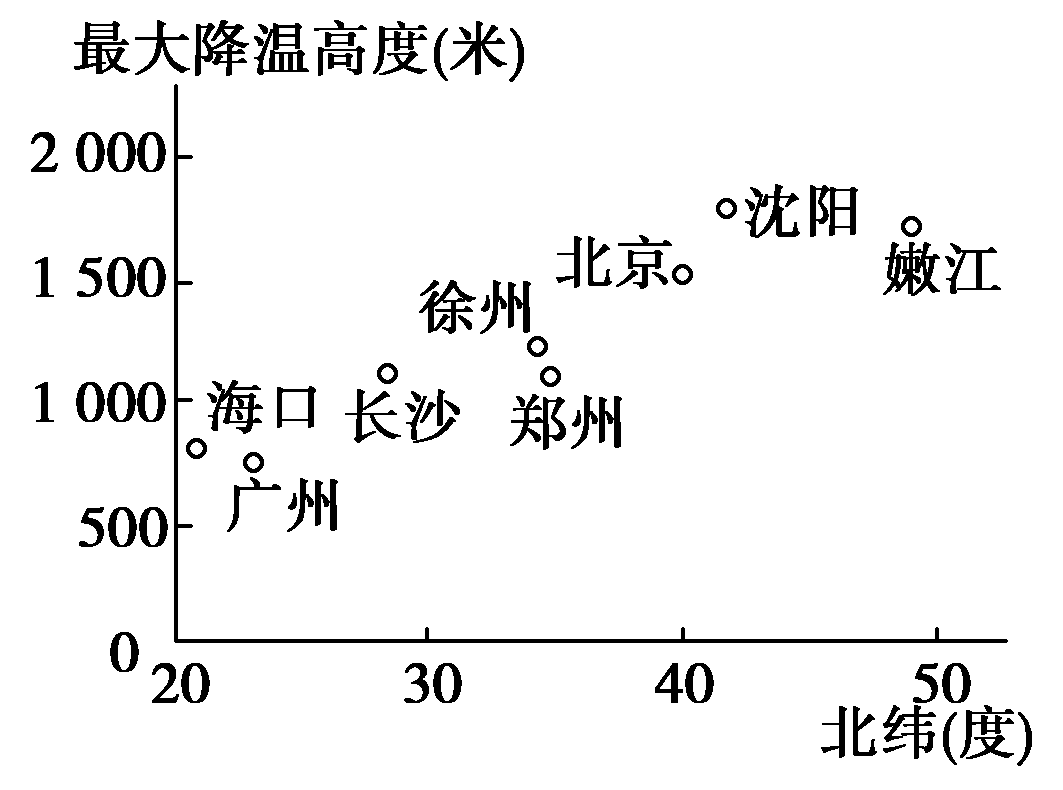 最大降温高度(米)
2 000
沈阳
北京
嫩江
1 500
徐州
1 000
海口
长沙
郑州
广州
500
0
20 30 40 50
北纬(度)